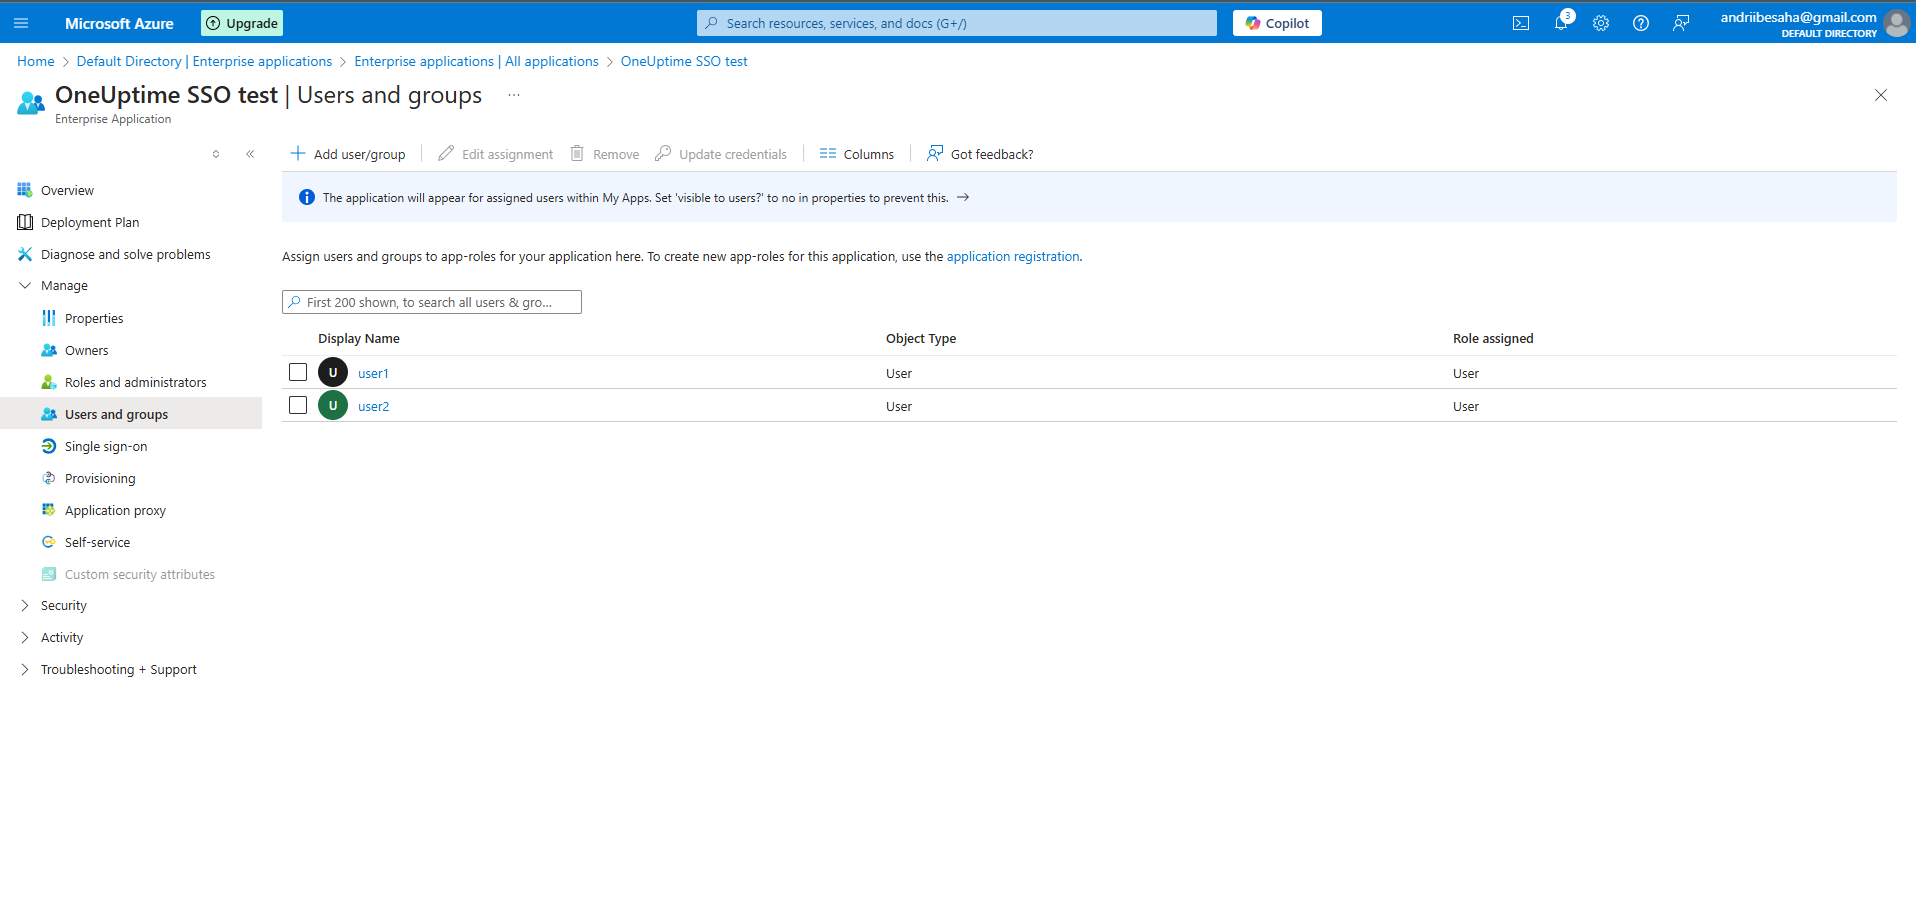 Microsoft Azure
Upgrade
Search resources, services, and docs (G+/)
Copilot
3
andriibesaha@gmail.com
DEFAULT DIRECTORY
Home > Default Directory | Enterprise applications > Enterprise applications | All applications > OneUptime SSO test
OneUptime SSO test | Users and groups ...
Enterprise Application
Add user/group
Edit assignment
Remove
Update credentials
Columns
Got feedback?
Overview
Deployment Plan
Diagnose and solve problems
Manage
Properties
Owners
Roles and administrators
Users and groups
Single sign-on
Provisioning
Application proxy
Self-service
Custom security attributes
Security
Activity
Troubleshooting + Support
The application will appear for assigned users within My Apps. Set 'visible to users?' to no in properties to prevent this. →
Assign users and groups to app-roles for your application here. To create new app-roles for this application, use the application registration.
First 200 shown, to search all users & gro...
Display Name Object Type Role assigned
U user1 User User
U user2 User User